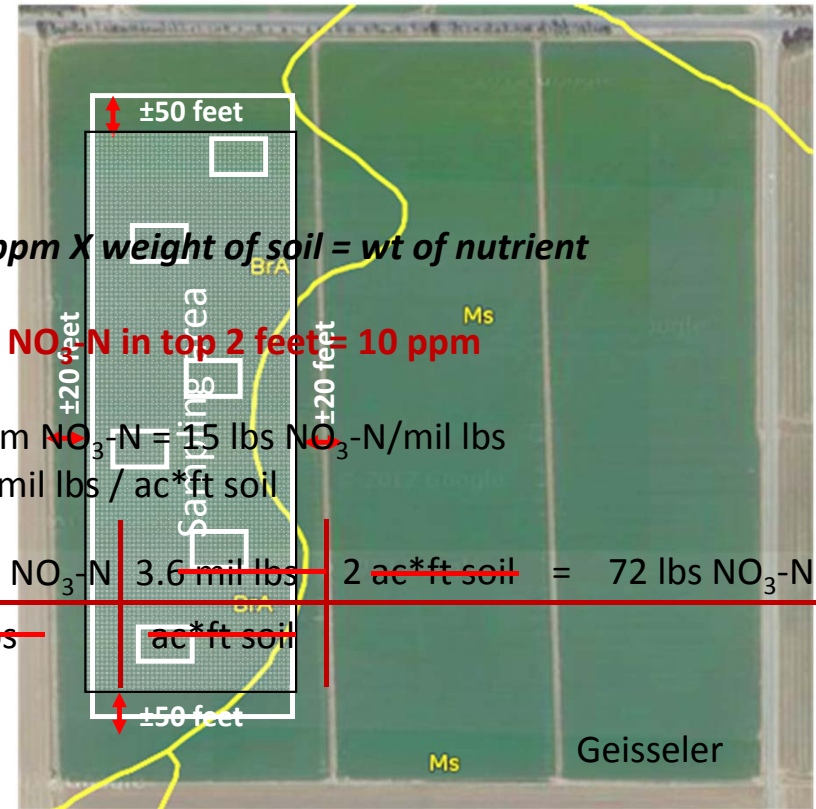 ±50 feet
ppm X weight of soil = wt of nutrient
BrA
Ms
NO₃-N in top 2 feet = 10 ppm
±20 feet
Sampling area
±20 feet
m NO₃-N = 15 lbs NO₃-N/mil lbs
mil lbs / ac*ft soil
© 2017 Google
NO₃-N 3.6 mil lbs 2 ac*ft soil = 72 lbs NO₃-N
BrA
ac*ft soil
±50 feet
Geisseler
Ms